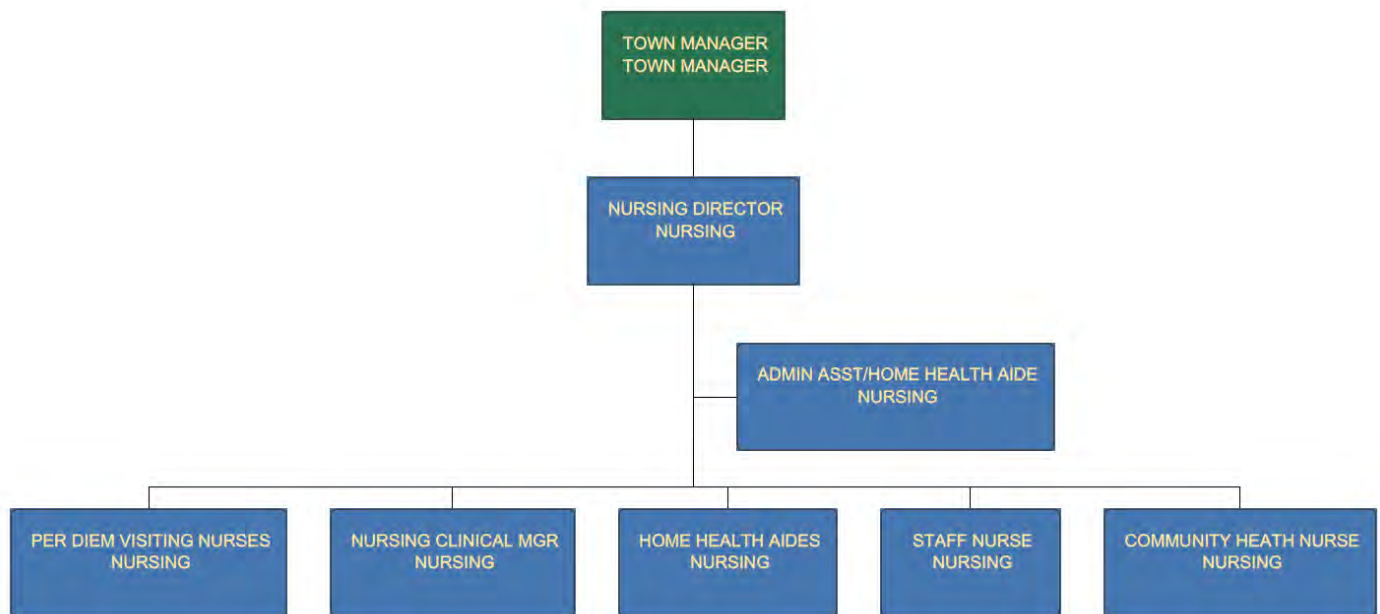 TOWN MANAGER
TOWN MANAGER
NURSING DIRECTOR
NURSING
ADMIN ASST/HOME HEALTH AIDE
NURSING
PER DIEM VISITING NURSES
NURSING
NURSING CLINICAL MGR
NURSING
HOME HEALTH AIDES
NURSING
STAFF NURSE
NURSING
COMMUNITY HEATH NURSE
NURSING